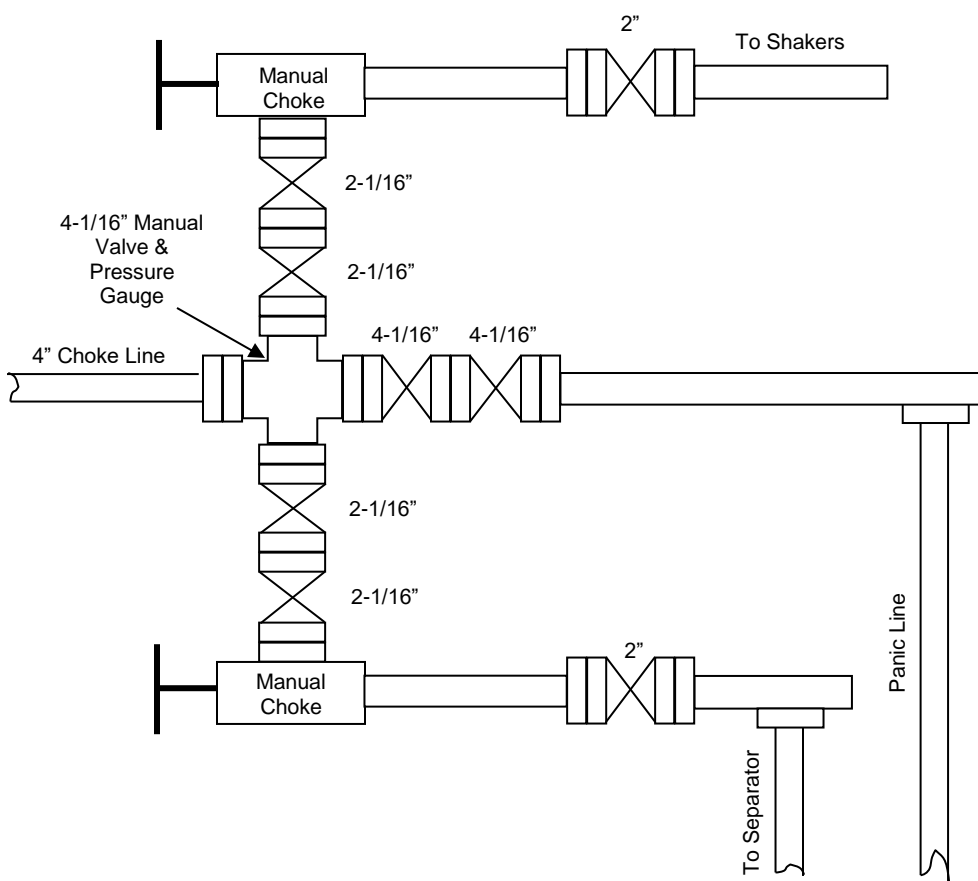 2”
To Shakers
Manual
Choke
2-1/16”
4-1/16” Manual
Valve &
Pressure
Gauge
2-1/16”
4-1/16” 4-1/16”
4” Choke Line
2-1/16”
2-1/16”
2”
Manual
Choke
Panic Line
To Separator